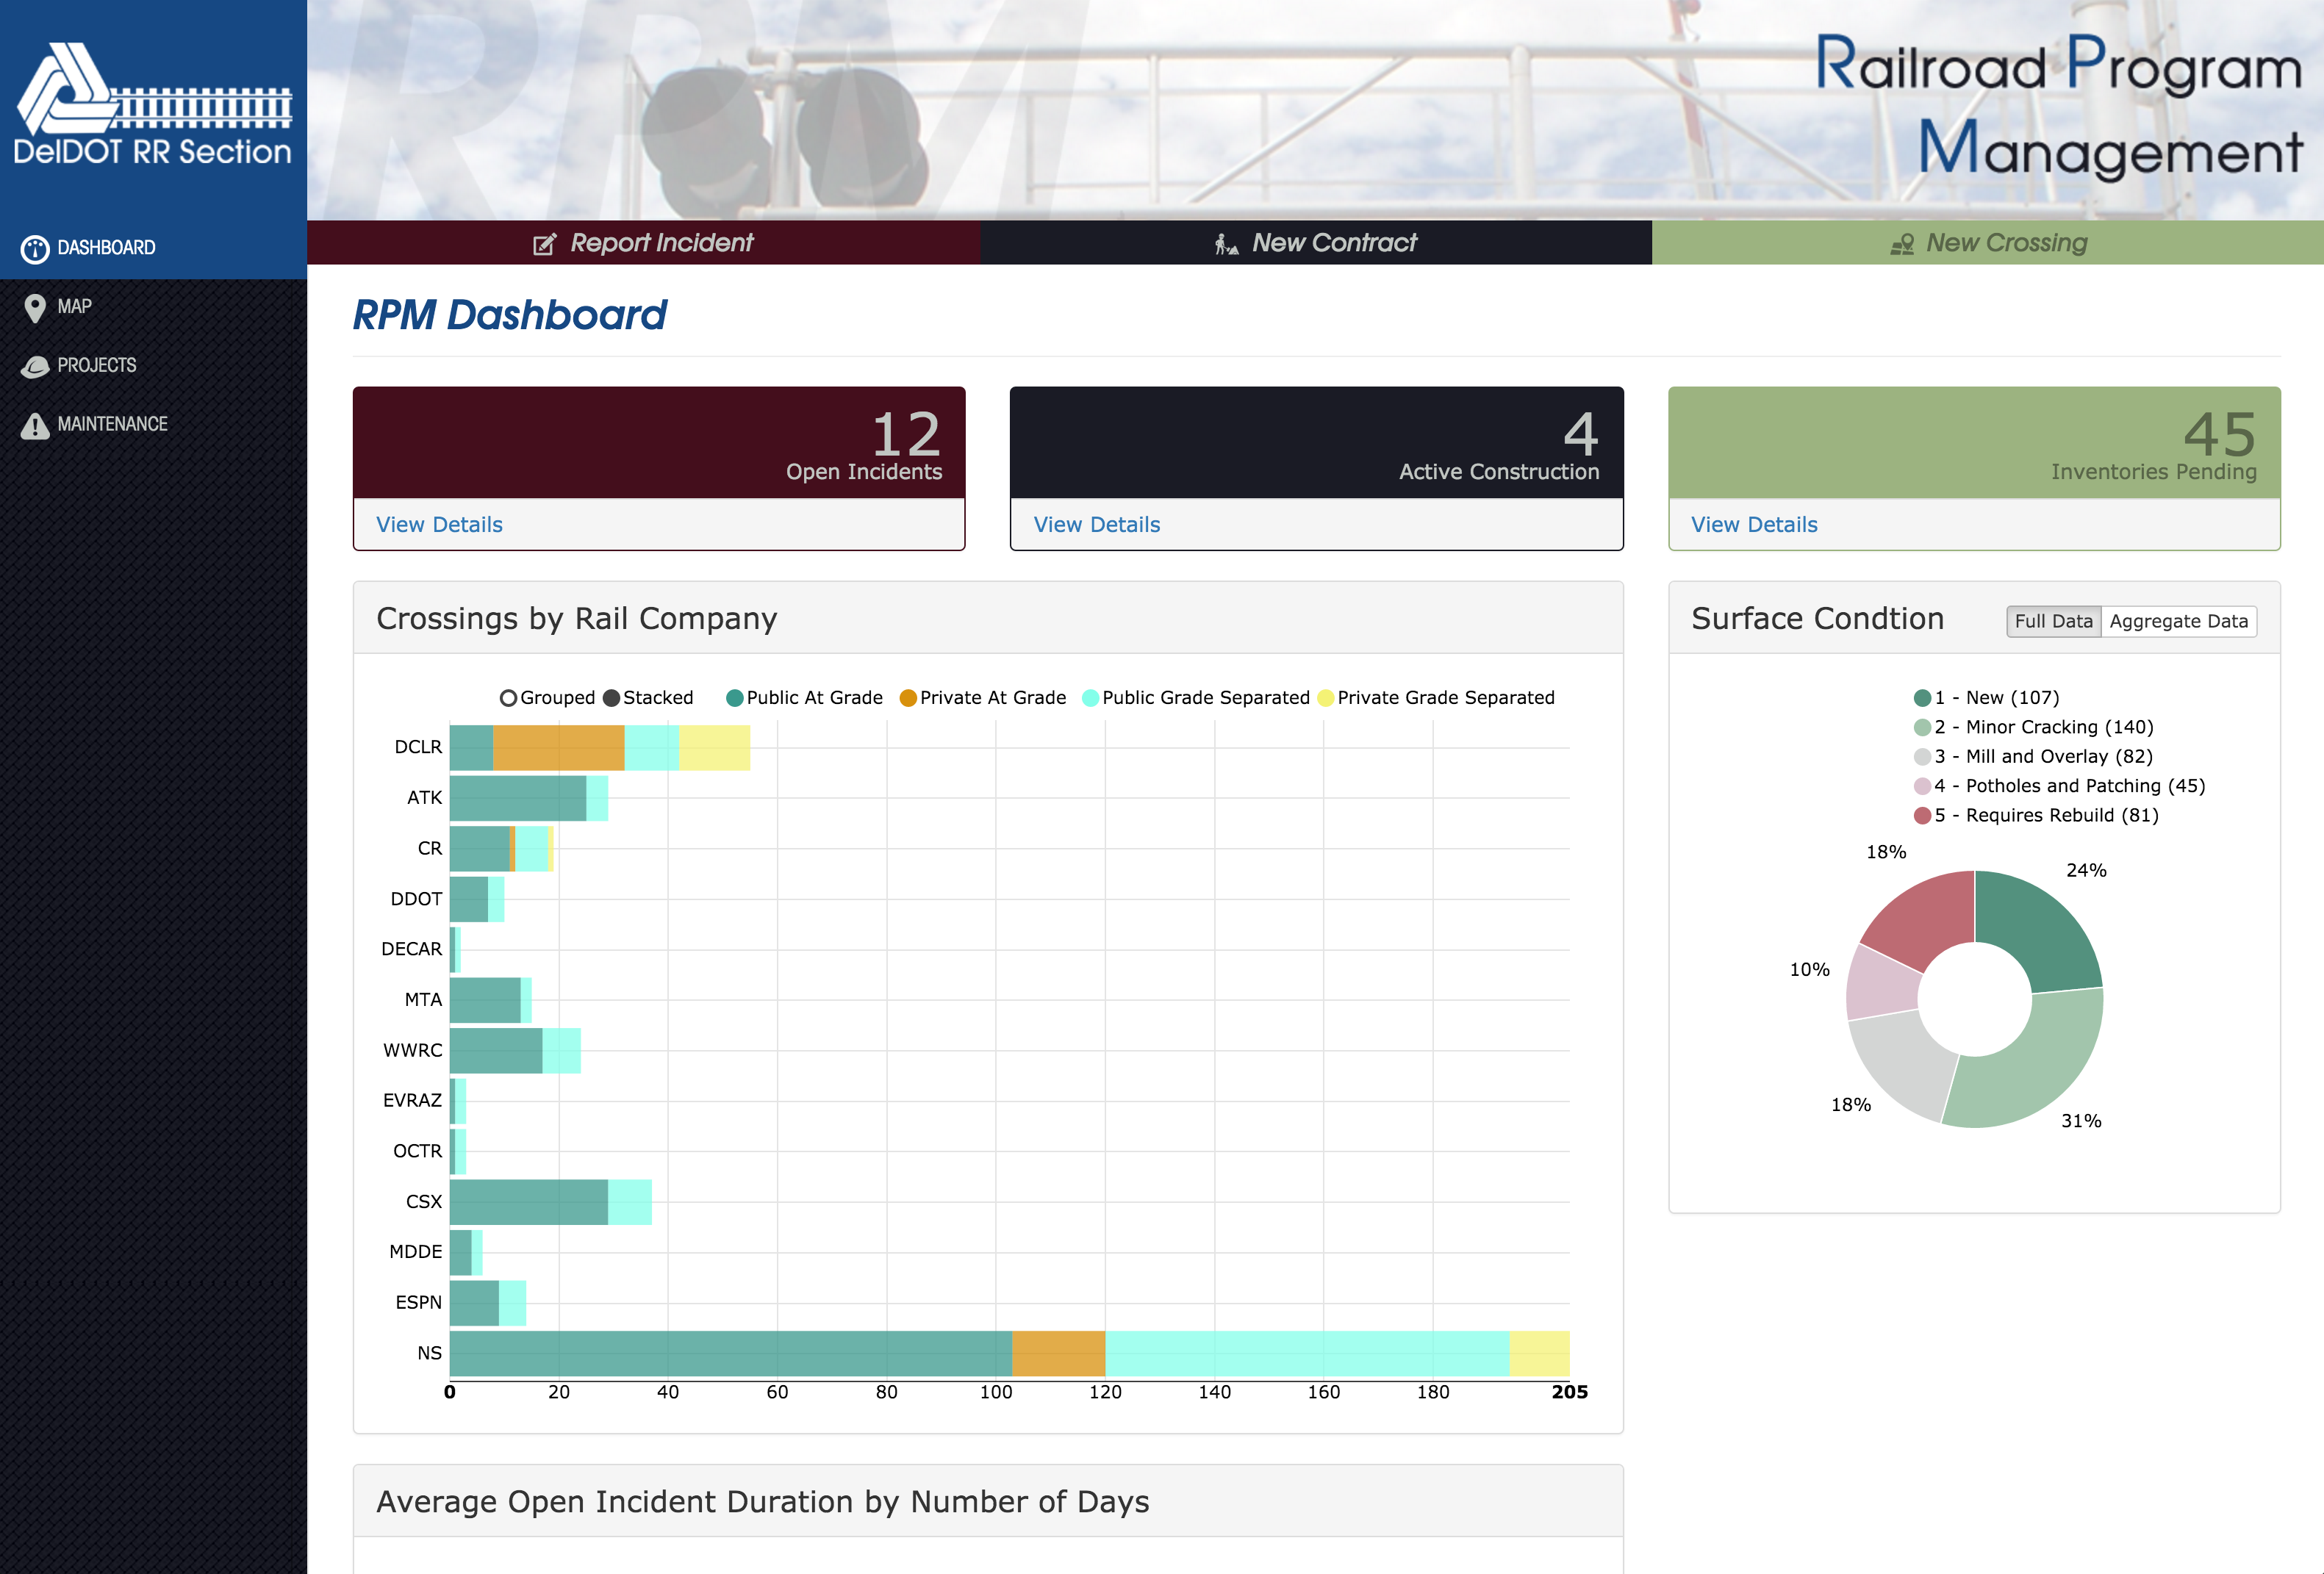 DelDOT RR Section
RPM
Railroad Program
Management
DASHBOARD
MAP
PROJECTS
MAINTENANCE
Report Incident
New Contract
New Crossing
RPM Dashboard
12
Open Incidents
View Details
4
Active Construction
View Details
45
Inventories Pending
View Details
Crossings by Rail Company
Grouped Stacked Public At Grade Private At Grade Public Grade Separated Private Grade Separated
DCLR
ATK
CR
DDOT
DECAR
MTA
WWRC
EVRAZ
OCTR
CSX
MDDE
ESPN
NS
0 20 40 60 80 100 120 140 160 180 205
Surface Condtion
Full Data Aggregate Data
1 - New (107)
2 - Minor Cracking (140)
3 - Mill and Overlay (82)
4 - Potholes and Patching (45)
5 - Requires Rebuild (81)
18%
24%
10%
18%
31%
Average Open Incident Duration by Number of Days